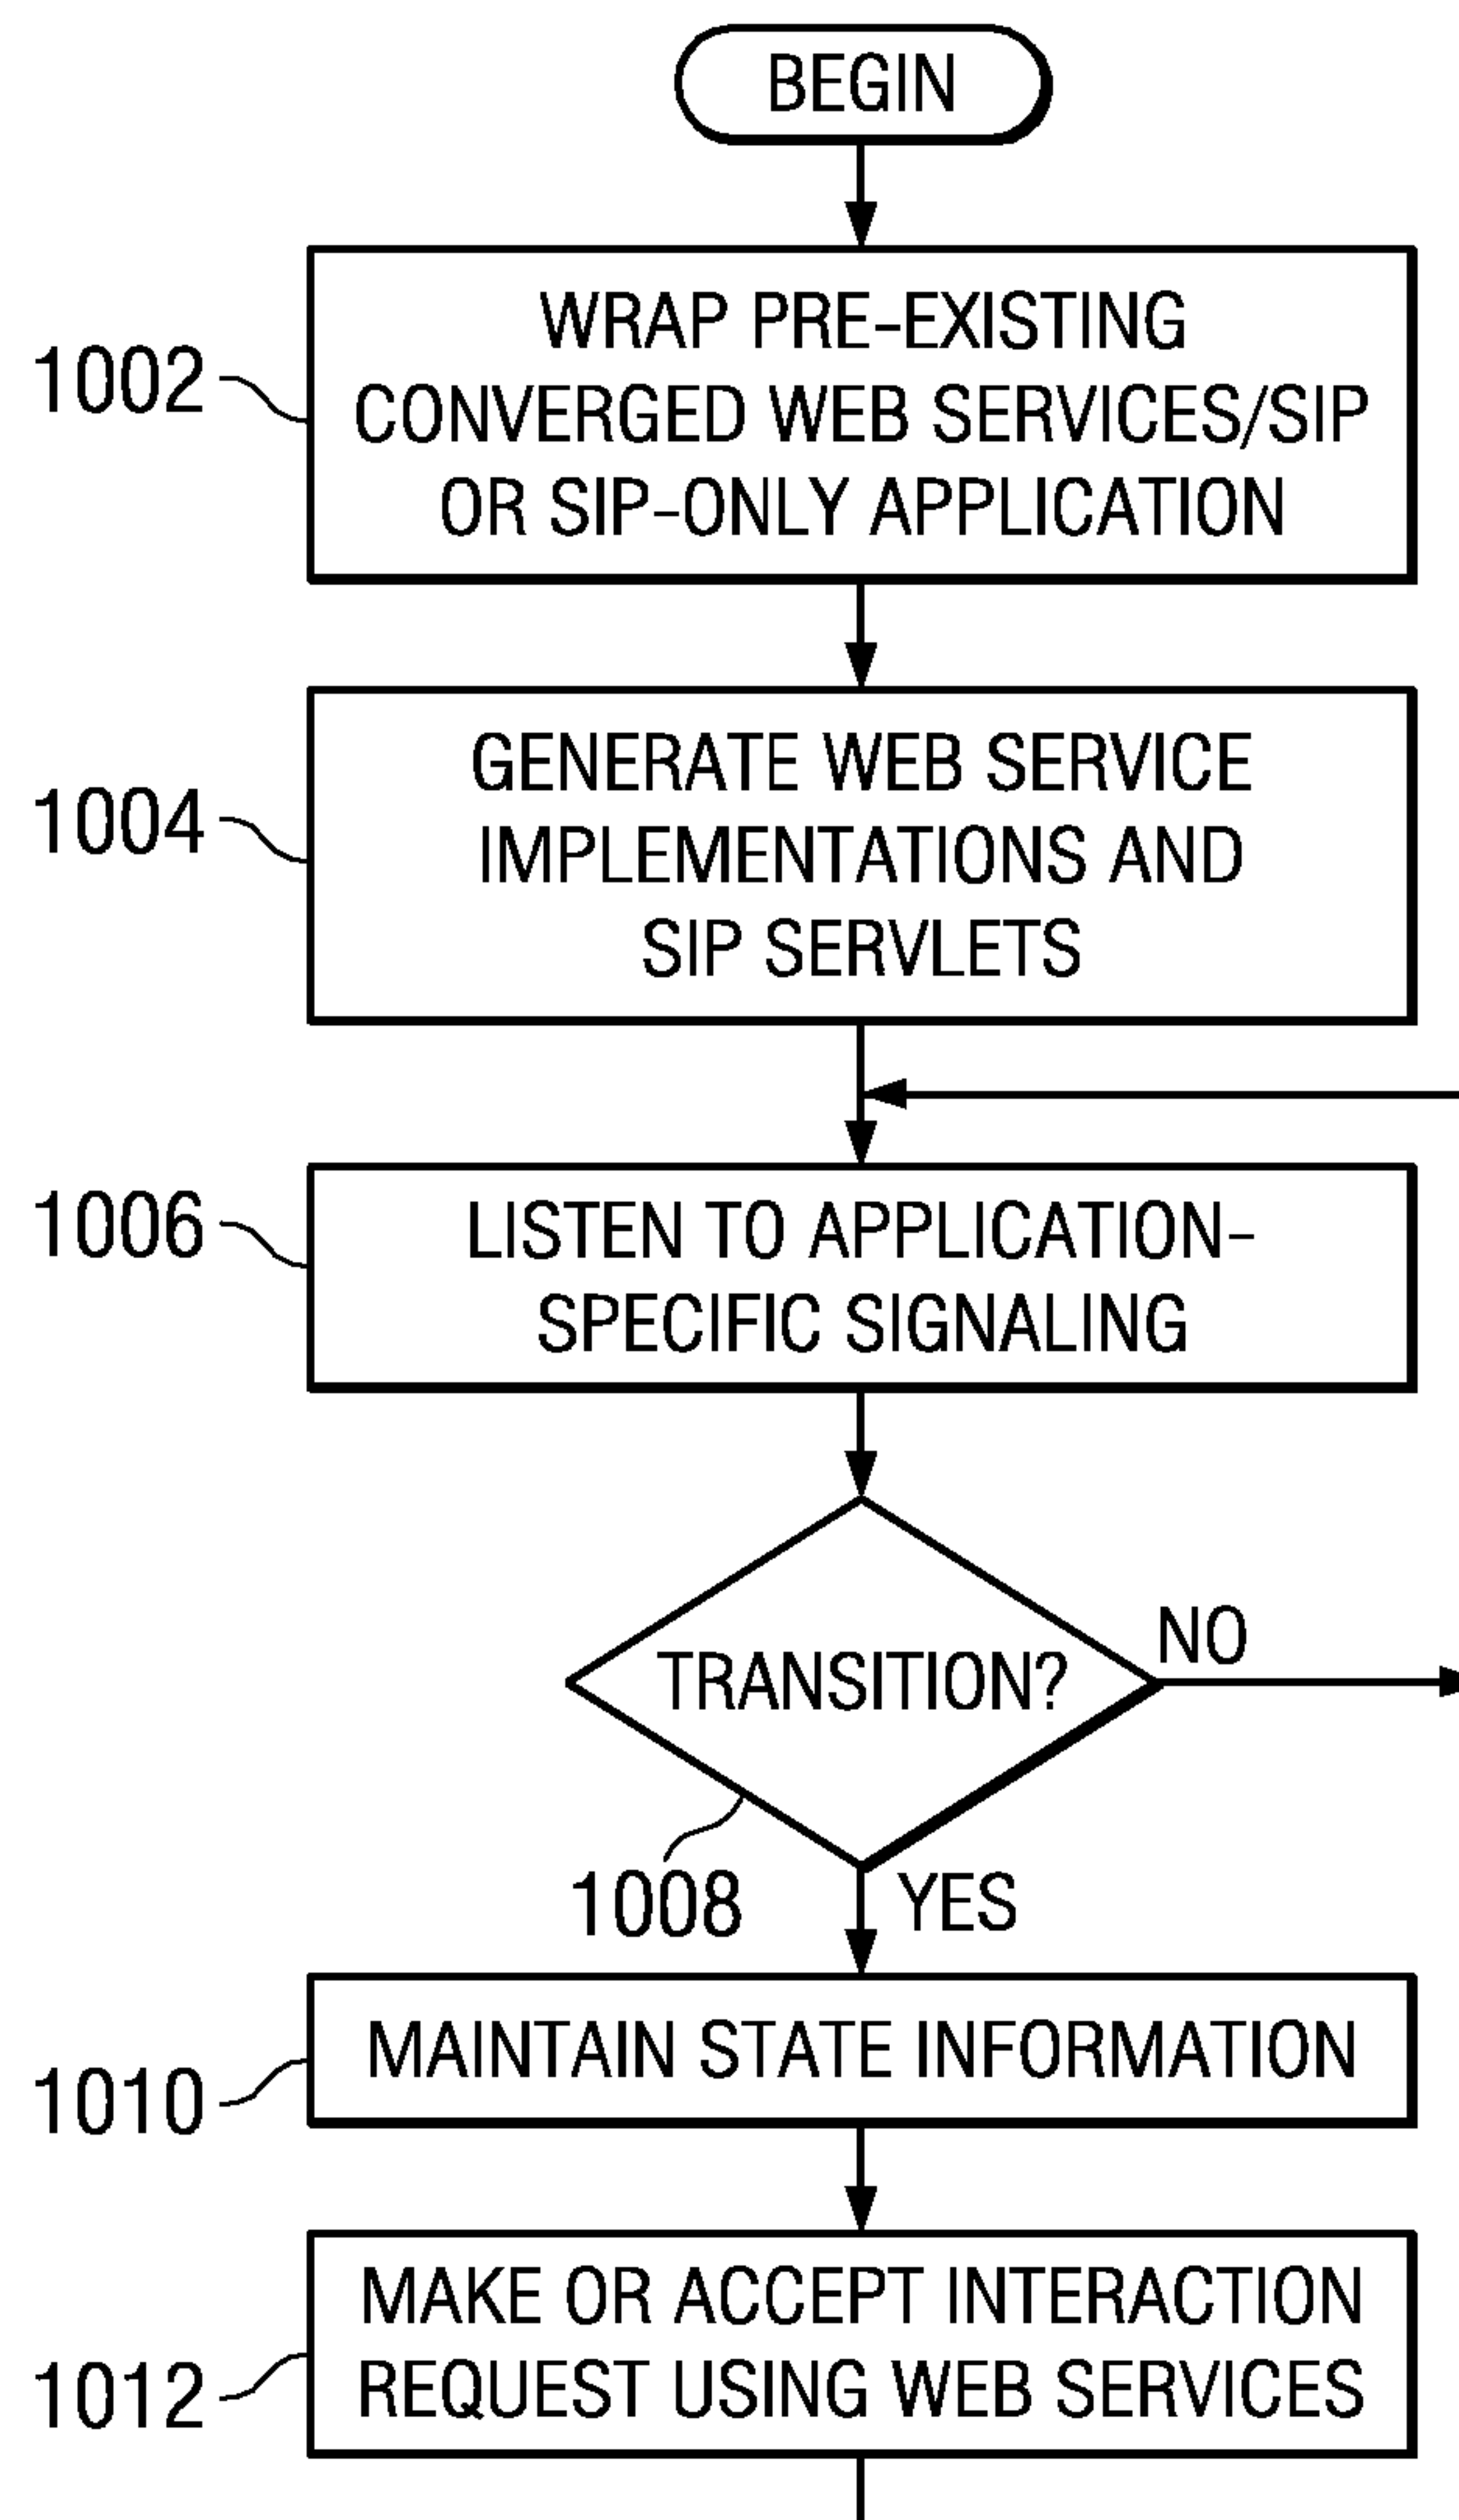 BEGIN
1002
WRAP PRE-EXISTING
CONVERGED WEB SERVICES/SIP
OR SIP-ONLY APPLICATION
1004
GENERATE WEB SERVICE
IMPLEMENTATIONS AND
SIP SERVLETS
1006
LISTEN TO APPLICATION-
SPECIFIC SIGNALING
TRANSITION?
NO
1008
YES
1010
MAINTAIN STATE INFORMATION
1012
MAKE OR ACCEPT INTERACTION
REQUEST USING WEB SERVICES